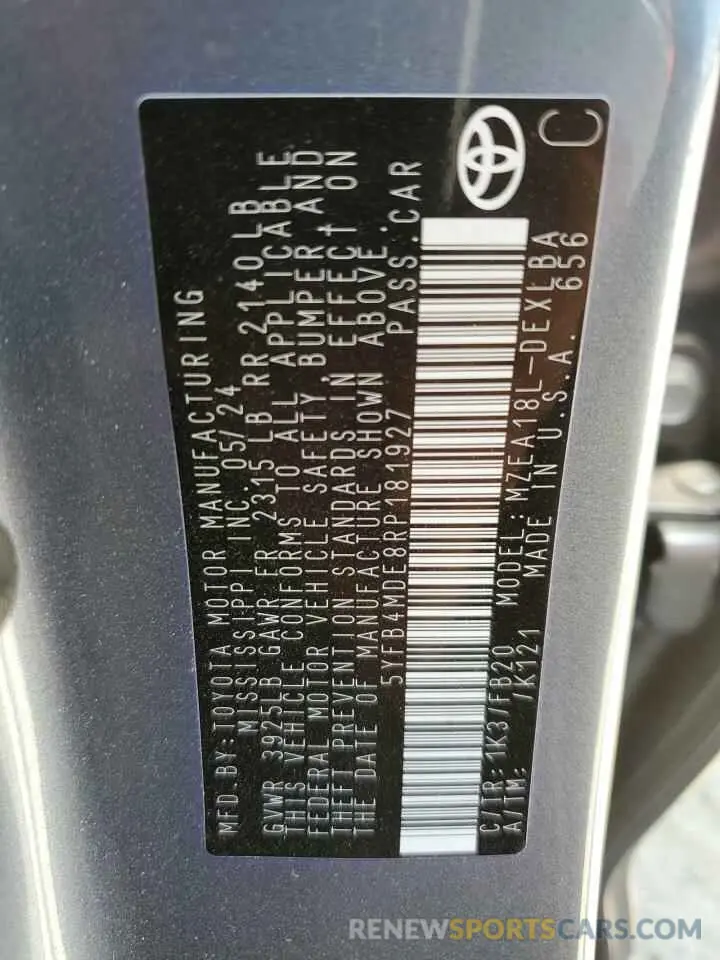 MFD.BY:TOYOTA MOTOR MANUFACTURING
MISSISSIPPI INC. 05/24
GVWR 3925LB GAWR FR 2315 LB RR 2140LB
THIS VEHICLE CONFORMS TO ALL APPLICABLE
FEDERAL MOTOR VEHICLE SAFETY, BUMPER, AND
THEFT PREVENTION STANDARDS IN EFFECT ON
THE DATE OF MANUFACTURE SHOWN ABOVE.
5YFB4MDE8RP181927 PASS.CAR
C/TR:1K3/FB20 MODEL:MZEA18L-DEXLBA
A/TM: /K121 MADE IN U.S.A. 656
C
RENEWSPORTSCARS.COM